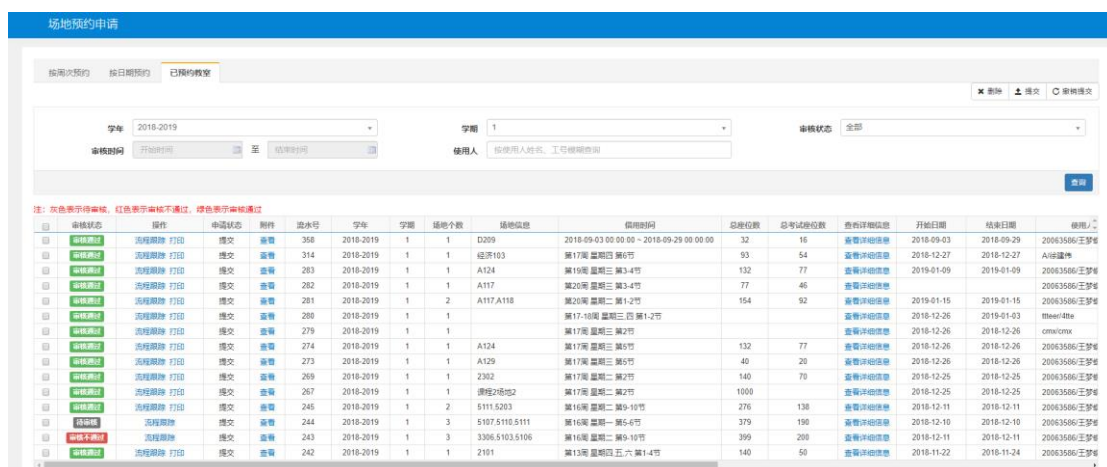 场地预约申请
按周次预约 按日期预约 已预约教室
删除 提交 审核提交
学年 2018-2019 学期 1 审核状态 全部
审核时间 开始时间 至 结束时间 使用人 按使用人姓名、工号模糊查询
查询
注：灰色表示待审核，红色表示审核不通过，绿色表示审核通过
审核状态 操作 申请状态 附件 流水号 学年 学期 场地个数 场地信息 借用时间 总座位数 总考试座位数 查看详细信息 开始日期 结束日期 使用人
审核通过 流程跟踪 打印 提交 查看 358 2018-2019 1 1 D209 2018-09-03 00:00:00 ~ 2018-09-29 00:00:00 32 16 查看详细信息 2018-09-03 2018-09-29 20063586/王梦
审核通过 流程跟踪 打印 提交 查看 314 2018-2019 1 1 经济103 第17周 星期四 第6节 93 54 查看详细信息 2018-12-27 2018-12-27
审核通过 流程跟踪 打印 提交 查看 283 2018-2019 1 1 A124 第19周 星期三 第3-4节 132 77 查看详细信息 2019-01-09 2019-01-09 20063586/王梦
审核通过 流程跟踪 打印 提交 查看 282 2018-2019 1 1 A117 第20周 星期三 第3-4节 77 46 查看详细信息 20063586/王梦
审核通过 流程跟踪 打印 提交 查看 281 2018-2019 1 2 A117,A118 第20周 星期二 第1-2节 154 92 查看详细信息 2019-01-15 2019-01-15 20063586/王梦
审核通过 流程跟踪 打印 提交 查看 280 2018-2019 1 1 第17-18周 星期三,四 第1-2节 查看详细信息 2018-12-26 2019-01-03 ttteer/4tte
审核通过 流程跟踪 打印 提交 查看 279 2018-2019 1 1 第17周 星期三 第2节 查看详细信息 2018-12-26 2018-12-26 cmx/cmx
审核通过 流程跟踪 打印 提交 查看 274 2018-2019 1 1 A124 第17周 星期三 第5节 132 77 查看详细信息 2018-12-26 2018-12-26 20063586/王梦
审核通过 流程跟踪 打印 提交 查看 273 2018-2019 1 1 A129 第17周 星期三 第5节 40 20 查看详细信息 2018-12-26 2018-12-26 20063586/王梦
审核通过 流程跟踪 打印 提交 查看 269 2018-2019 1 1 2302 第17周 星期二 第2节 140 70 查看详细信息 2018-12-25 2018-12-25 20063586/王梦
审核通过 流程跟踪 打印 提交 查看 267 2018-2019 1 1 课程2场地2 第17周 星期二 第2节 1000 查看详细信息 2018-12-25 2018-12-25 20063586/王梦
审核通过 流程跟踪 打印 提交 查看 245 2018-2019 1 2 5111,5203 第16周 星期二 第9-10节 276 138 查看详细信息 2018-12-11 2018-12-11 20063586/王梦
待审核 流程跟踪 提交 查看 244 2018-2019 1 3 5107,5110,5111 第16周 星期一 第5-6节 379 190 查看详细信息 2018-12-10 2018-12-10 20063586/王梦
审核不通过 流程跟踪 提交 查看 243 2018-2019 1 3 3306,5103,5106 第16周 星期二 第9-10节 399 200 查看详细信息 2018-12-11 2018-12-11 20063586/王梦
审核通过 流程跟踪 打印 提交 查看 242 2018-2019 1 1 2101 第13周 星期四,五,六 第1-4节 140 50 查看详细信息 2018-11-22 2018-11-24 20063586/王梦